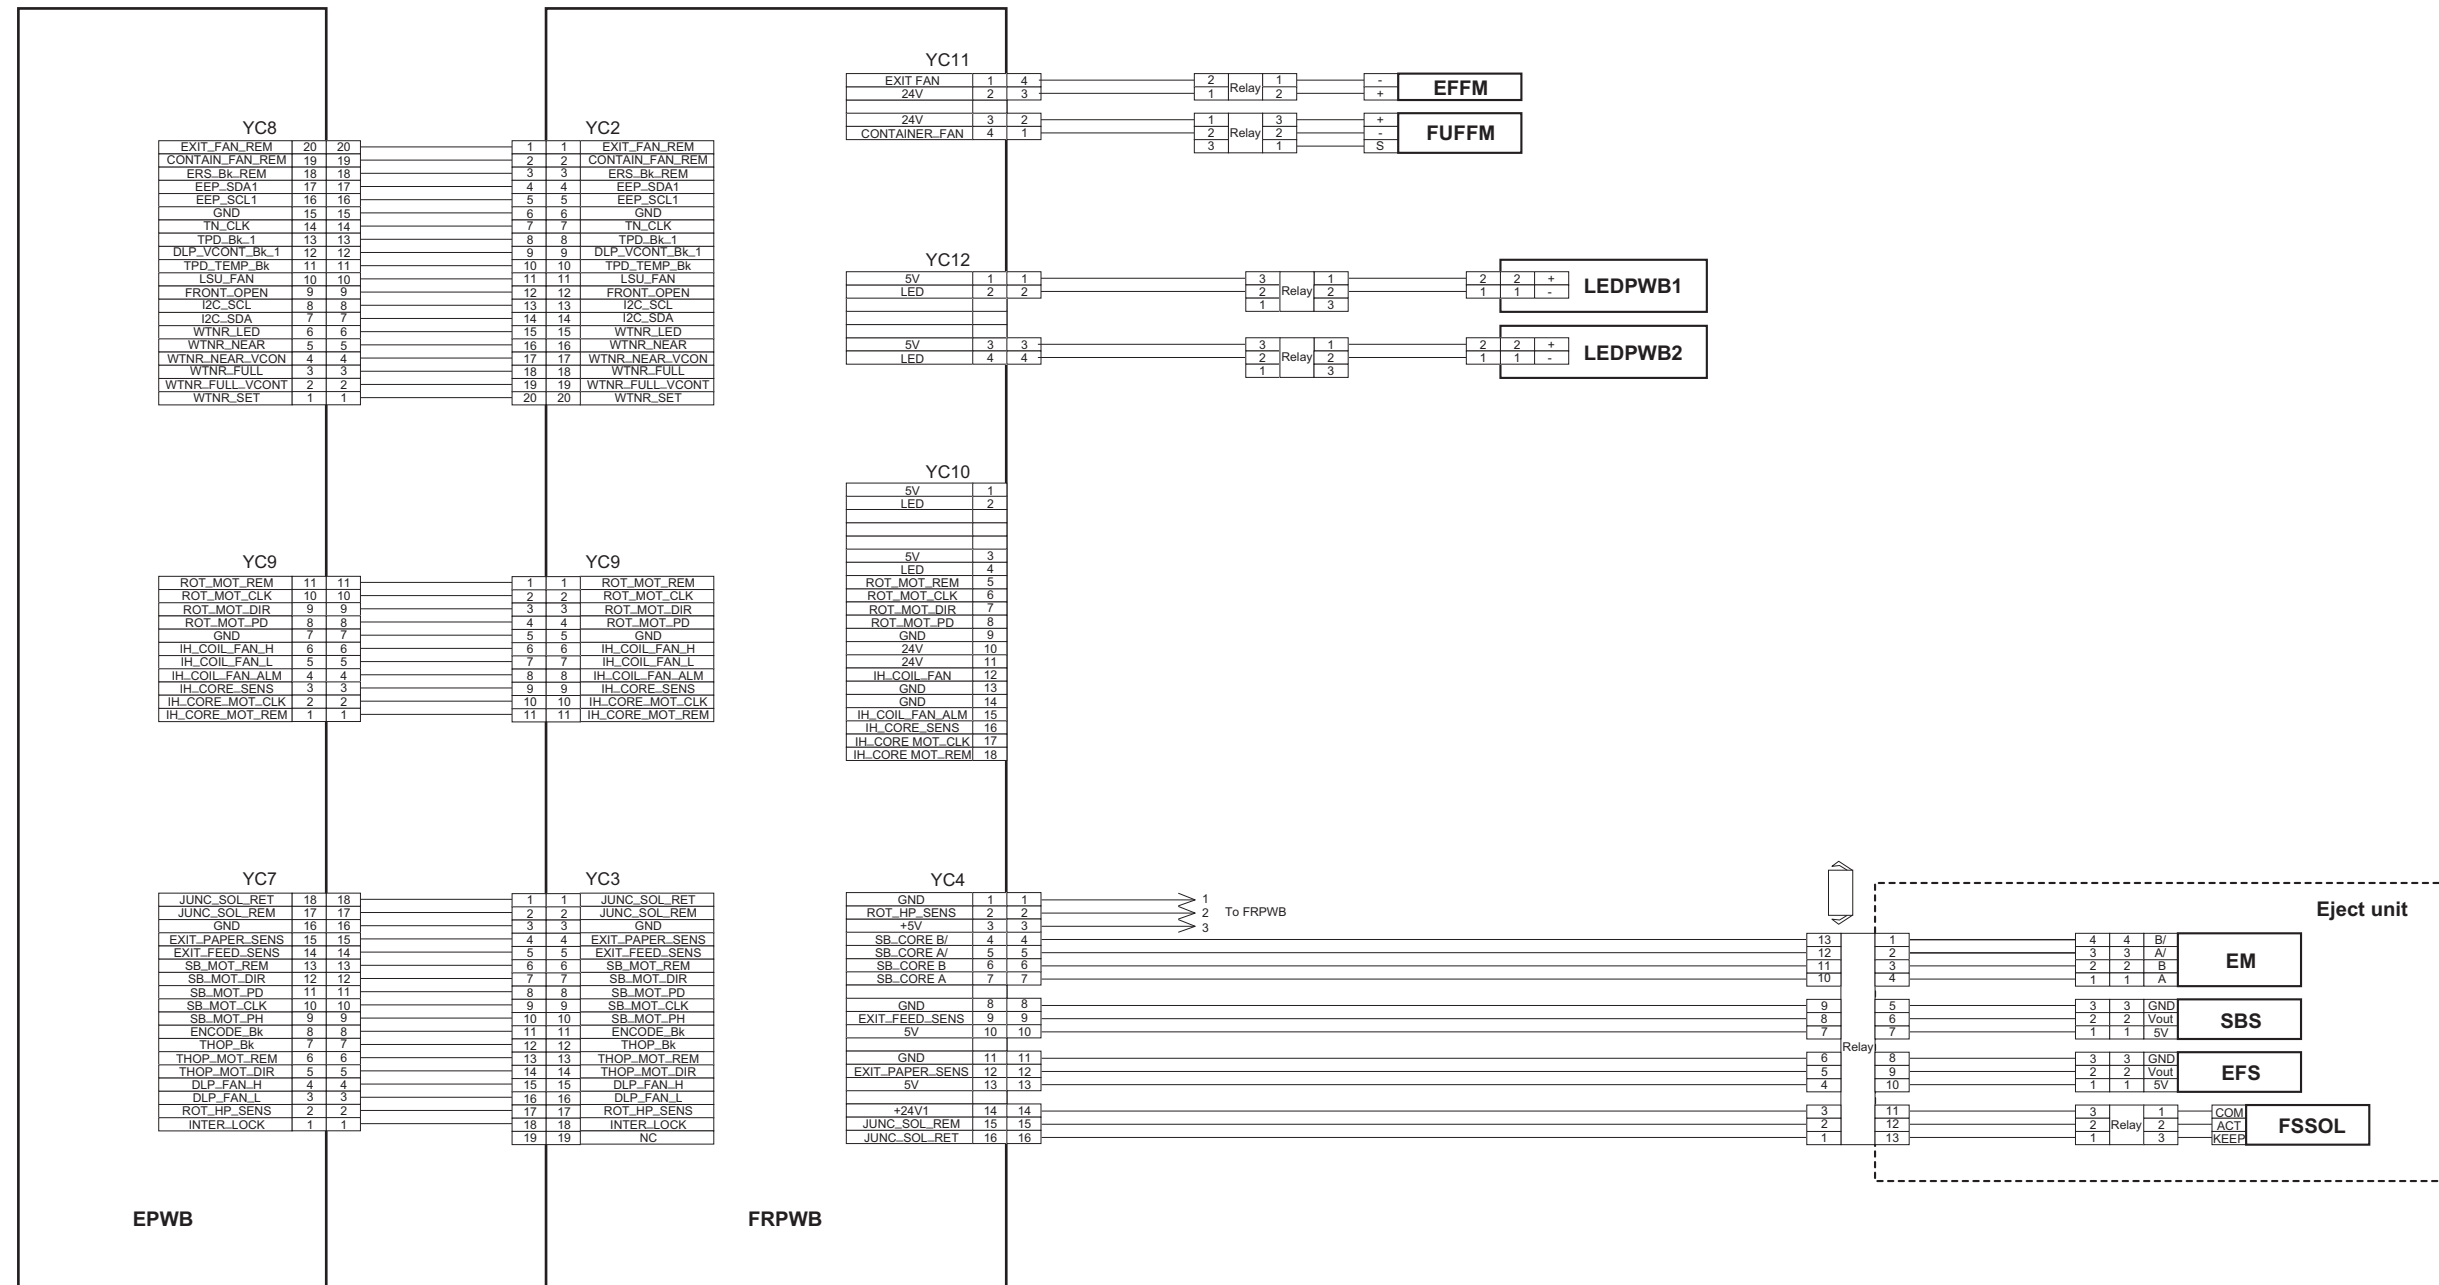 YC8
EXIT_FAN_REM 20 20
CONTAIN_FAN_REM 19 19
ERS_Bk_REM 18 18
EEP_SDA1 17 17
EEP_SCL1 16 16
GND 15 15
TN_CLK 14 14
TPD_Bk_1 13 13
DLP_VCONT_Bk_1 12 12
TPD_TEMP_Bk 11 11
LSU_FAN 10 10
FRONT_OPEN 9 9
I2C_SCL 8 8
I2C_SDA 7 7
WTNR_LED 6 6
WTNR_NEAR 5 5
WTNR_NEAR_VCON 4 4
WTNR_FULL 3 3
WTNR_FULL_VCONT 2 2
WTNR_SET 1 1
YC2
1 1 EXIT_FAN_REM
2 2 CONTAIN_FAN_REM
3 3 ERS_Bk_REM
4 4 EEP_SDA1
5 5 EEP_SCL1
6 6 GND
7 7 TN_CLK
8 8 TPD_Bk_1
9 9 DLP_VCONT_Bk_1
10 10 TPD_TEMP_Bk
11 11 LSU_FAN
12 12 FRONT_OPEN
13 13 I2C_SCL
14 14 I2C_SDA
15 15 WTNR_LED
16 16 WTNR_NEAR
17 17 WTNR_NEAR_VCON
18 18 WTNR_FULL
19 19 WTNR_FULL_VCONT
20 20 WTNR_SET
YC9
ROT_MOT_REM 11 11
ROT_MOT_CLK 10 10
ROT_MOT_DIR 9 9
ROT_MOT_PD 8 8
GND 7 7
IH_COIL_FAN_H 6 6
IH_COIL_FAN_L 5 5
IH_COIL_FAN_ALM 4 4
IH_CORE_SENS 3 3
IH_CORE_MOT_CLK 2 2
IH_CORE_MOT_REM 1 1
YC9
1 1 ROT_MOT_REM
2 2 ROT_MOT_CLK
3 3 ROT_MOT_DIR
4 4 ROT_MOT_PD
5 5 GND
6 6 IH_COIL_FAN_H
7 7 IH_COIL_FAN_L
8 8 IH_COIL_FAN_ALM
9 9 IH_CORE_SENS
10 10 IH_CORE_MOT_CLK
11 11 IH_CORE_MOT_REM
YC7
JUNC_SOL_RET 18 18
JUNC_SOL_REM 17 17
GND 16 16
EXIT_PAPER_SENS 15 15
EXIT_FEED_SENS 14 14
SB_MOT_REM 13 13
SB_MOT_DIR 12 12
SB_MOT_PD 11 11
SB_MOT_CLK 10 10
SB_MOT_PH 9 9
ENCODE_Bk 8 8
THOP_Bk 7 7
THOP_MOT_REM 6 6
THOP_MOT_DIR 5 5
DLP_FAN_H 4 4
DLP_FAN_L 3 3
ROT_HP_SENS 2 2
INTER_LOCK 1 1
YC3
1 1 JUNC_SOL_RET
2 2 JUNC_SOL_REM
3 3 GND
4 4 EXIT_PAPER_SENS
5 5 EXIT_FEED_SENS
6 6 SB_MOT_REM
7 7 SB_MOT_DIR
8 8 SB_MOT_PD
9 9 SB_MOT_CLK
10 10 SB_MOT_PH
11 11 ENCODE_Bk
12 12 THOP_Bk
13 13 THOP_MOT_REM
14 14 THOP_MOT_DIR
15 15 DLP_FAN_H
16 16 DLP_FAN_L
17 17 ROT_HP_SENS
18 18 INTER_LOCK
19 19 NC
EPWB
FRPWB
YC11
EXIT FAN 1 4 2 Relay 1 -
24V 2 3 1 2 +
EFFM
24V 3 2 1 3 +
CONTAINER_FAN 4 1 2 Relay 2 -
3 1 S
FUFFM
YC12
5V 1 1 3 1 2 2 +
LED 2 2 2 Relay 2 1 1 -
1 3
LEDPWB1
5V 3 3 3 1 2 2 +
LED 4 4 2 Relay 2 1 1 -
1 3
LEDPWB2
YC10
5V 1
LED 2
5V 3
LED 4
ROT_MOT_REM 5
ROT_MOT_CLK 6
ROT_MOT_DIR 7
ROT_MOT_PD 8
GND 9
24V 10
24V 11
IH_COIL_FAN 12
GND 13
GND 14
IH_COIL_FAN_ALM 15
IH_CORE_SENS 16
IH_CORE MOT_CLK 17
IH_CORE MOT_REM 18
YC4
GND 1 1 1
ROT_HP_SENS 2 2 2 To FRPWB
+5V 3 3 3
Eject unit
SB_CORE B/ 4 4 13 1 4 4 B/
SB_CORE A/ 5 5 12 2 3 3 A/
SB_CORE B 6 6 11 3 2 2 B
SB_CORE A 7 7 10 4 1 1 A
EM
GND 8 8 9 5 3 3 GND
EXIT_FEED_SENS 9 9 8 6 2 2 Vout
5V 10 10 7 7 1 1 5V
SBS
Relay
GND 11 11 6 8 3 3 GND
EXIT_PAPER_SENS 12 12 5 9 2 2 Vout
5V 13 13 4 10 1 1 5V
EFS
+24V1 14 14 3 11 3 1 COM
JUNC_SOL_REM 15 15 2 12 2 Relay 2 ACT
JUNC_SOL_RET 16 16 1 13 1 3 KEEP
FSSOL